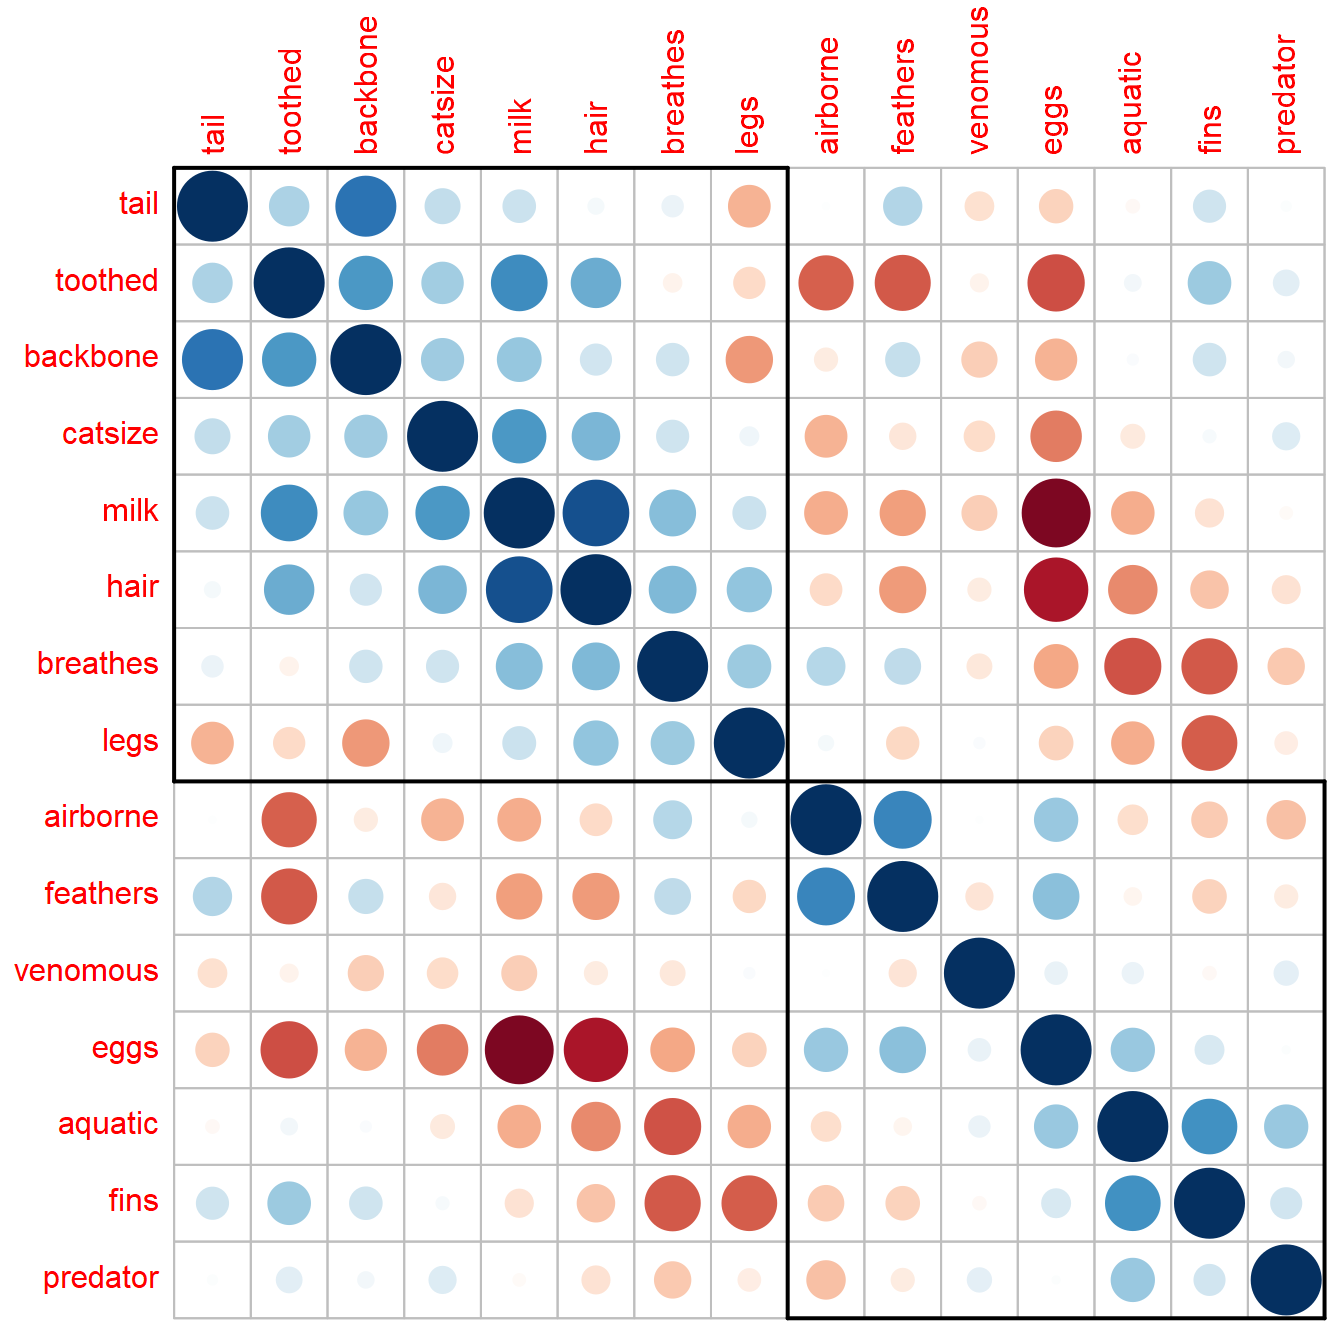 tail
toothed
backbone
catsize
milk
hair
breathes
legs
airborne
feathers
venomous
eggs
aquatic
fins
predator
tail
toothed
backbone
catsize
milk
hair
breathes
legs
airborne
feathers
venomous
eggs
aquatic
fins
predator